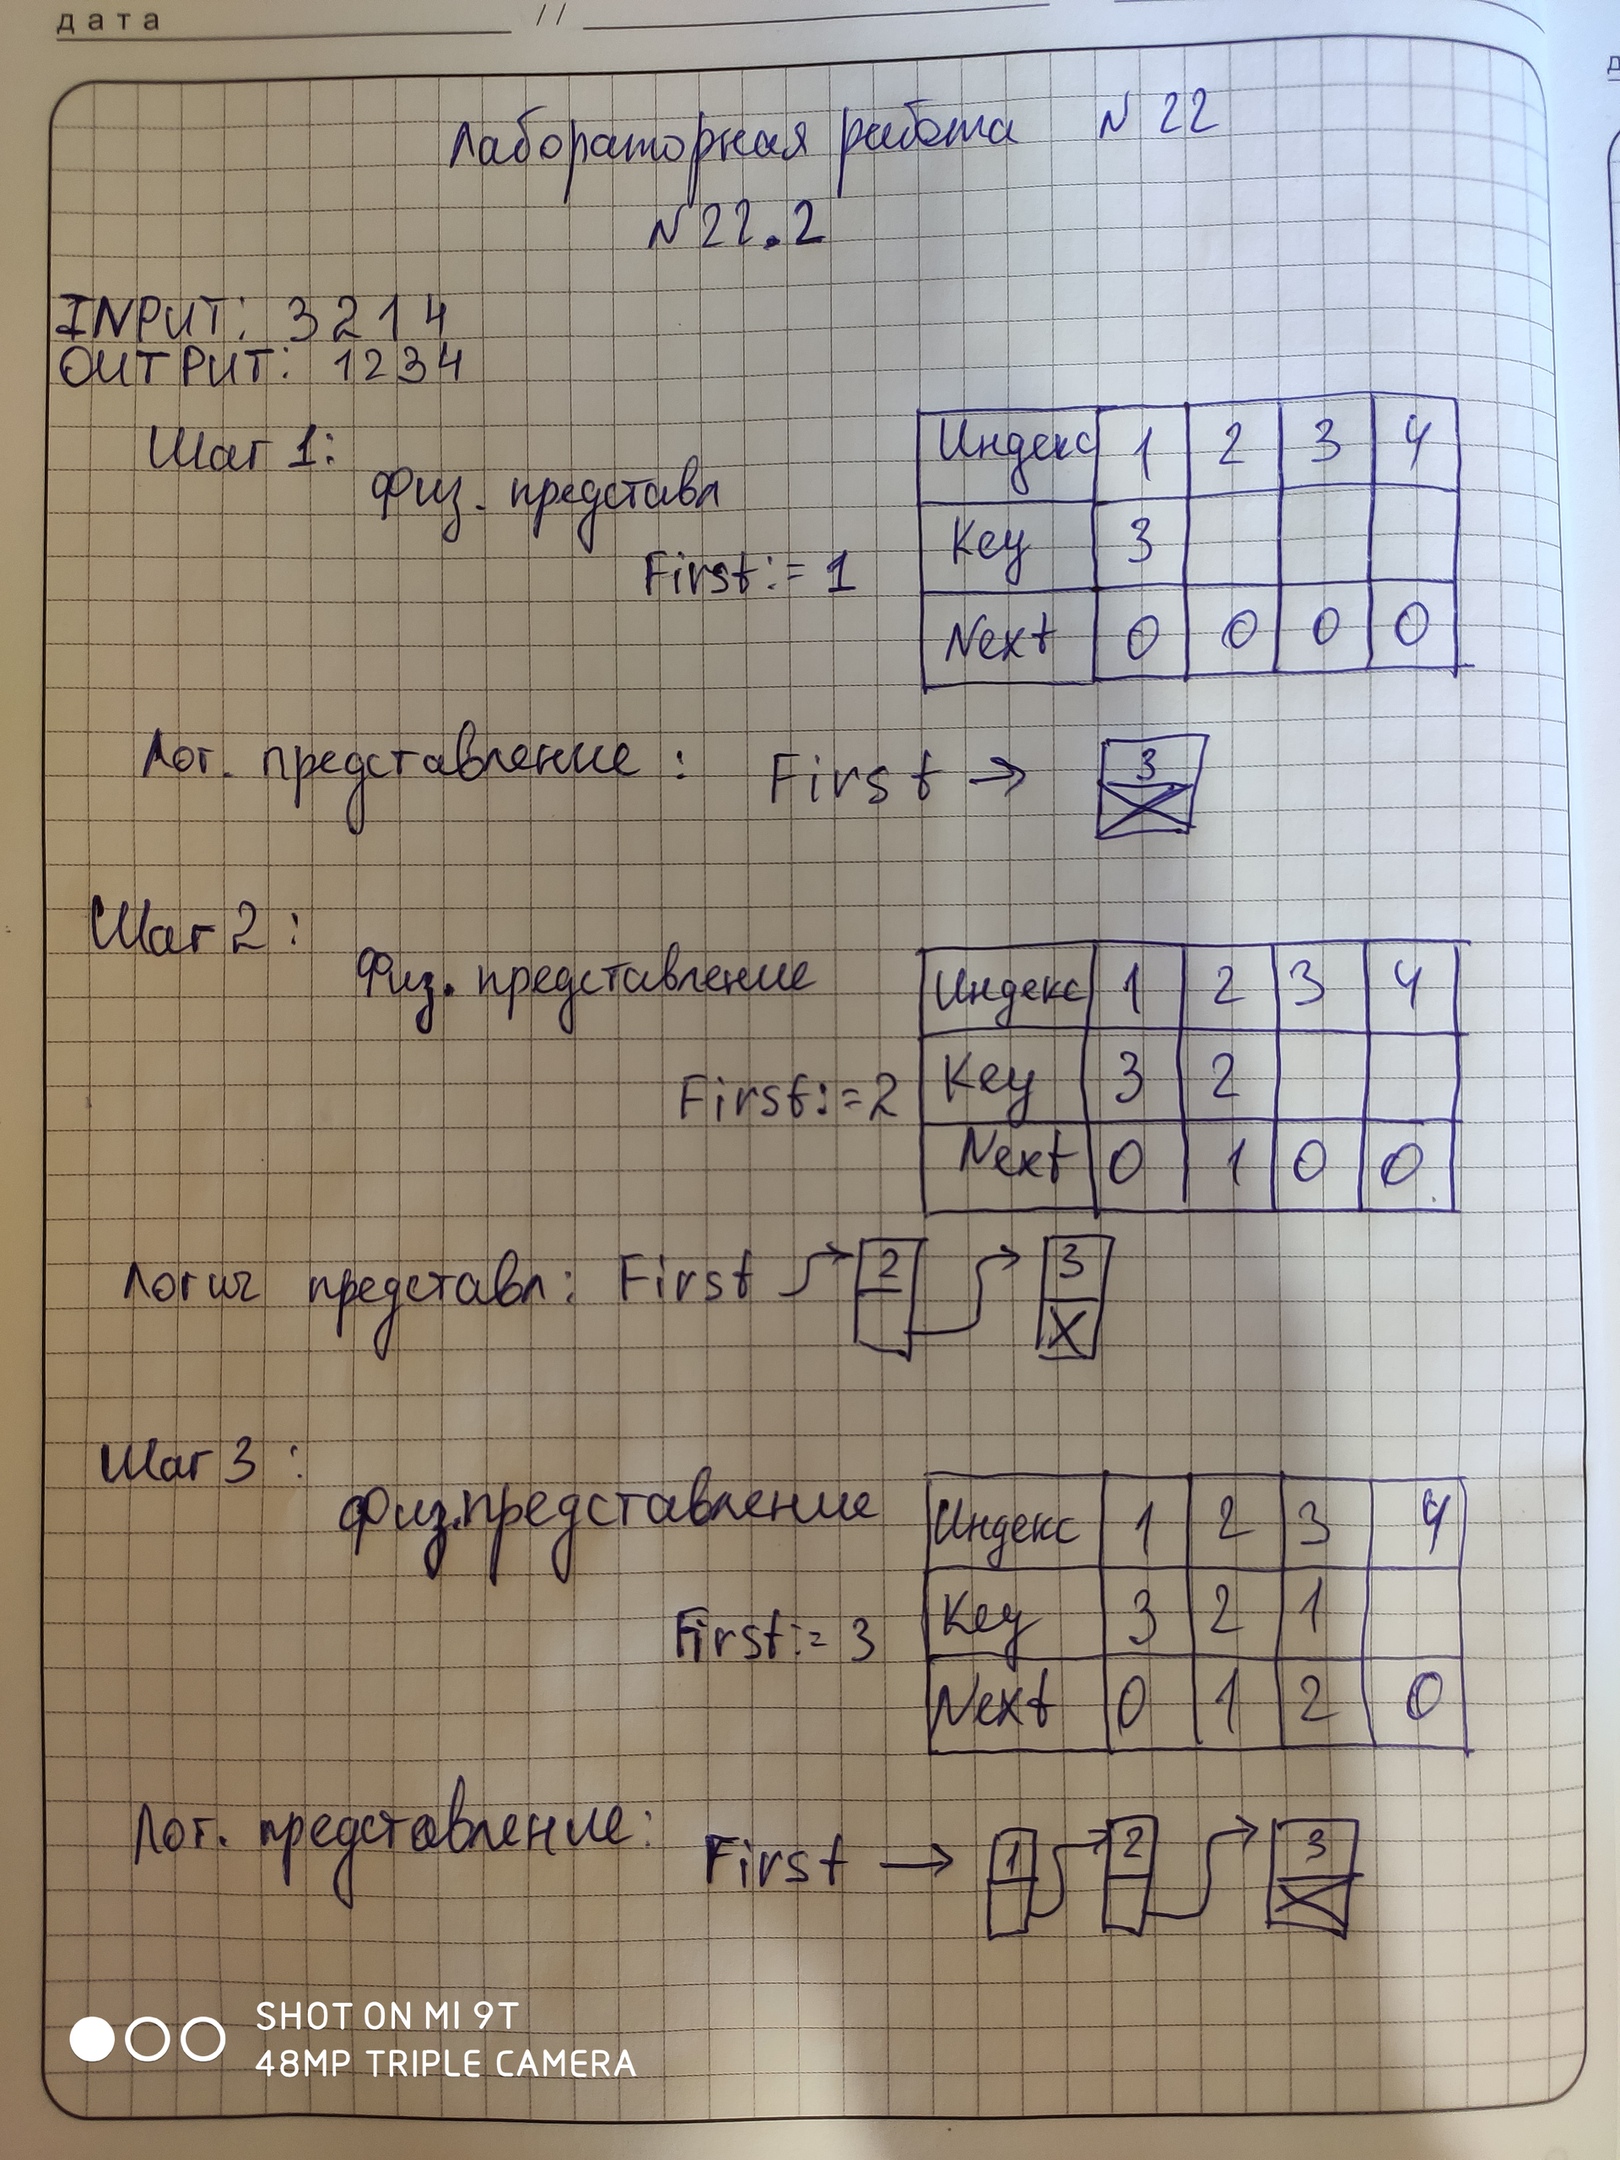 дата / /
Лабораторная работа N 22
N 22.2
INPUT: 3 2 1 4
OUTPUT: 1 2 3 4
Шаг 1:
Физ. представл
First := 1
Индекс 1 2 3 4
Key 3
Next 0 0 0 0
Лог. представление : First → 3
Шаг 2 :
Физ. представление
First := 2
Индекс 1 2 3 4
Key 3 2
Next 0 1 0 0
Логич представл : First 2 3
Шаг 3 :
Физ. представление
First := 3
Индекс 1 2 3 4
Key 3 2 1
Next 0 1 2 0
Лог. представление : First → 1 2 3
SHOT ON MI 9T
48MP TRIPLE CAMERA